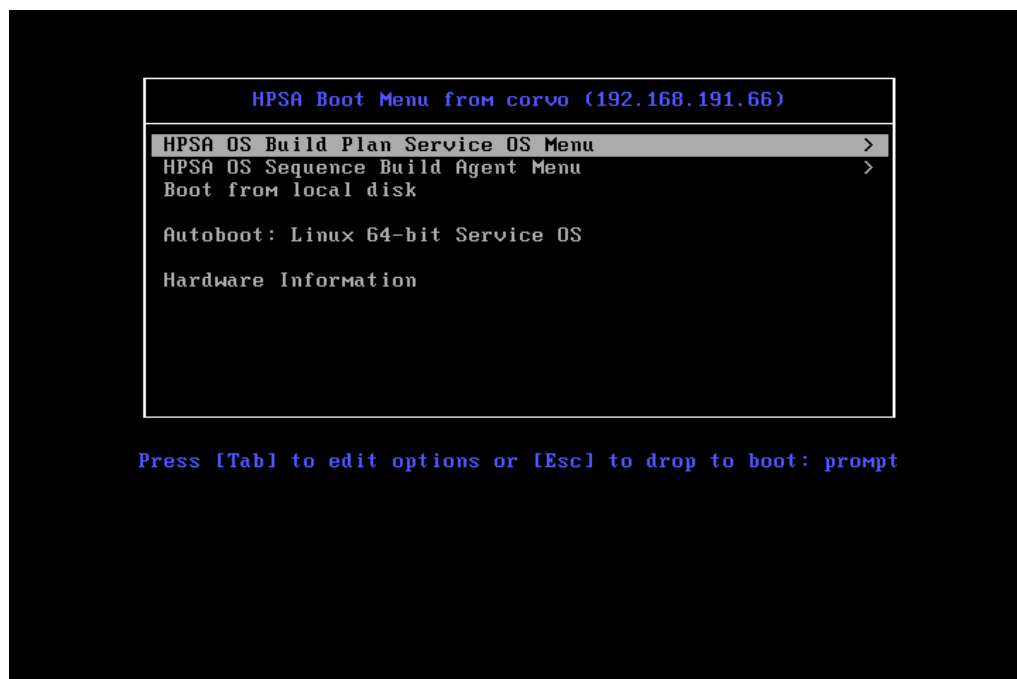 HPSA Boot Menu from corvo (192.168.191.66)
HPSA OS Build Plan Service OS Menu >
HPSA OS Sequence Build Agent Menu >
Boot from local disk
Autoboot: Linux 64-bit Service OS
Hardware Information
Press [Tab] to edit options or [Esc] to drop to boot: prompt